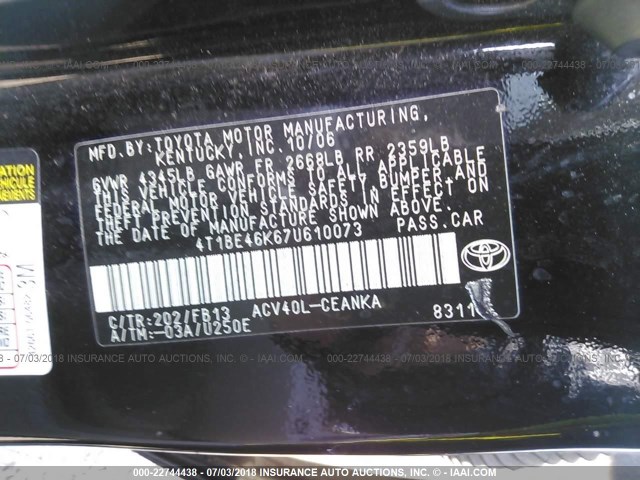 MFD.BY:TOYOTA MOTOR MANUFACTURING,
KENTUCKY, INC. 10/06
GVWR 4345LB GAWR FR 2668LB RR 2359LB
THIS VEHICLE CONFORMS TO ALL APPLICABLE
FEDERAL MOTOR VEHICLE SAFETY, BUMPER AND
THEFT PREVENTION STANDARDS IN EFFECT ON
THE DATE OF MANUFACTURE SHOWN ABOVE.
4T1BE46K67U610073 PASS.CAR
TOYOTA
C/TR:202/FB13 ACV40L-CEANKA 8311
A/TM:-03A/U250E
3M
000-22744438 - 07/03/2018 INSURANCE AUTO AUCTIONS, INC. - IAAI.COM